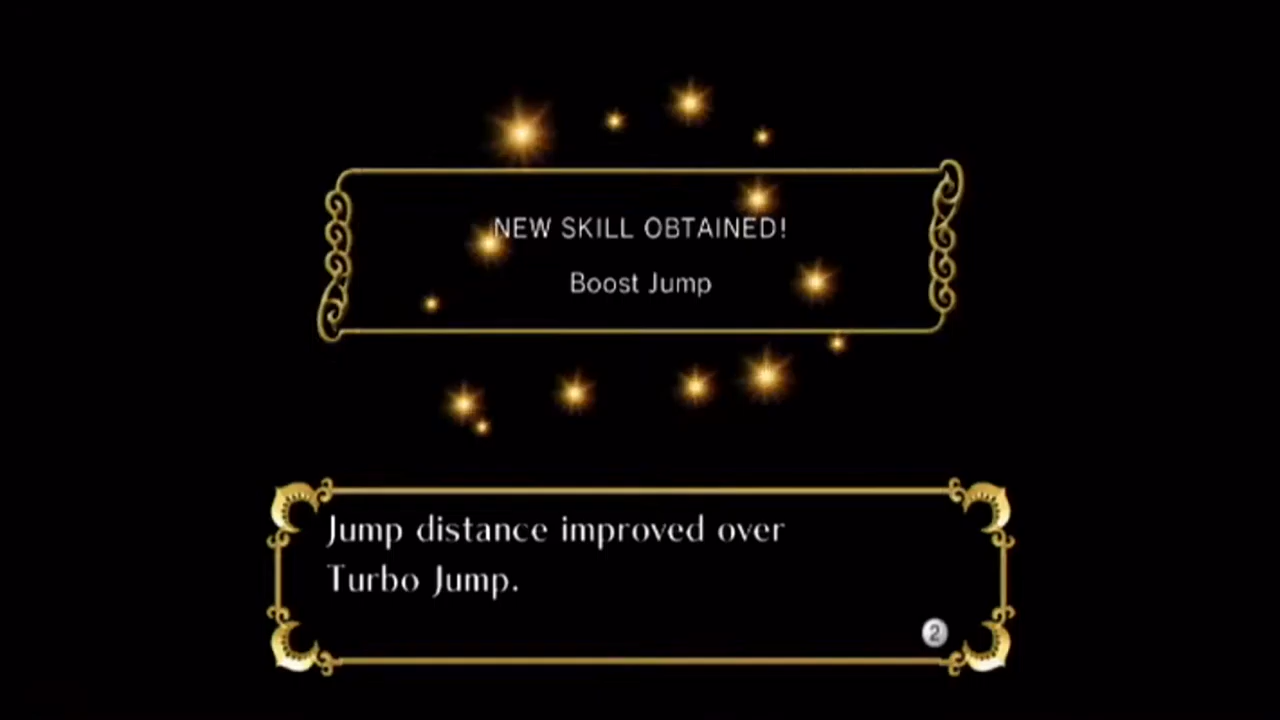 NEW SKILL OBTAINED!
Boost Jump
Jump distance improved over
Turbo Jump.
2